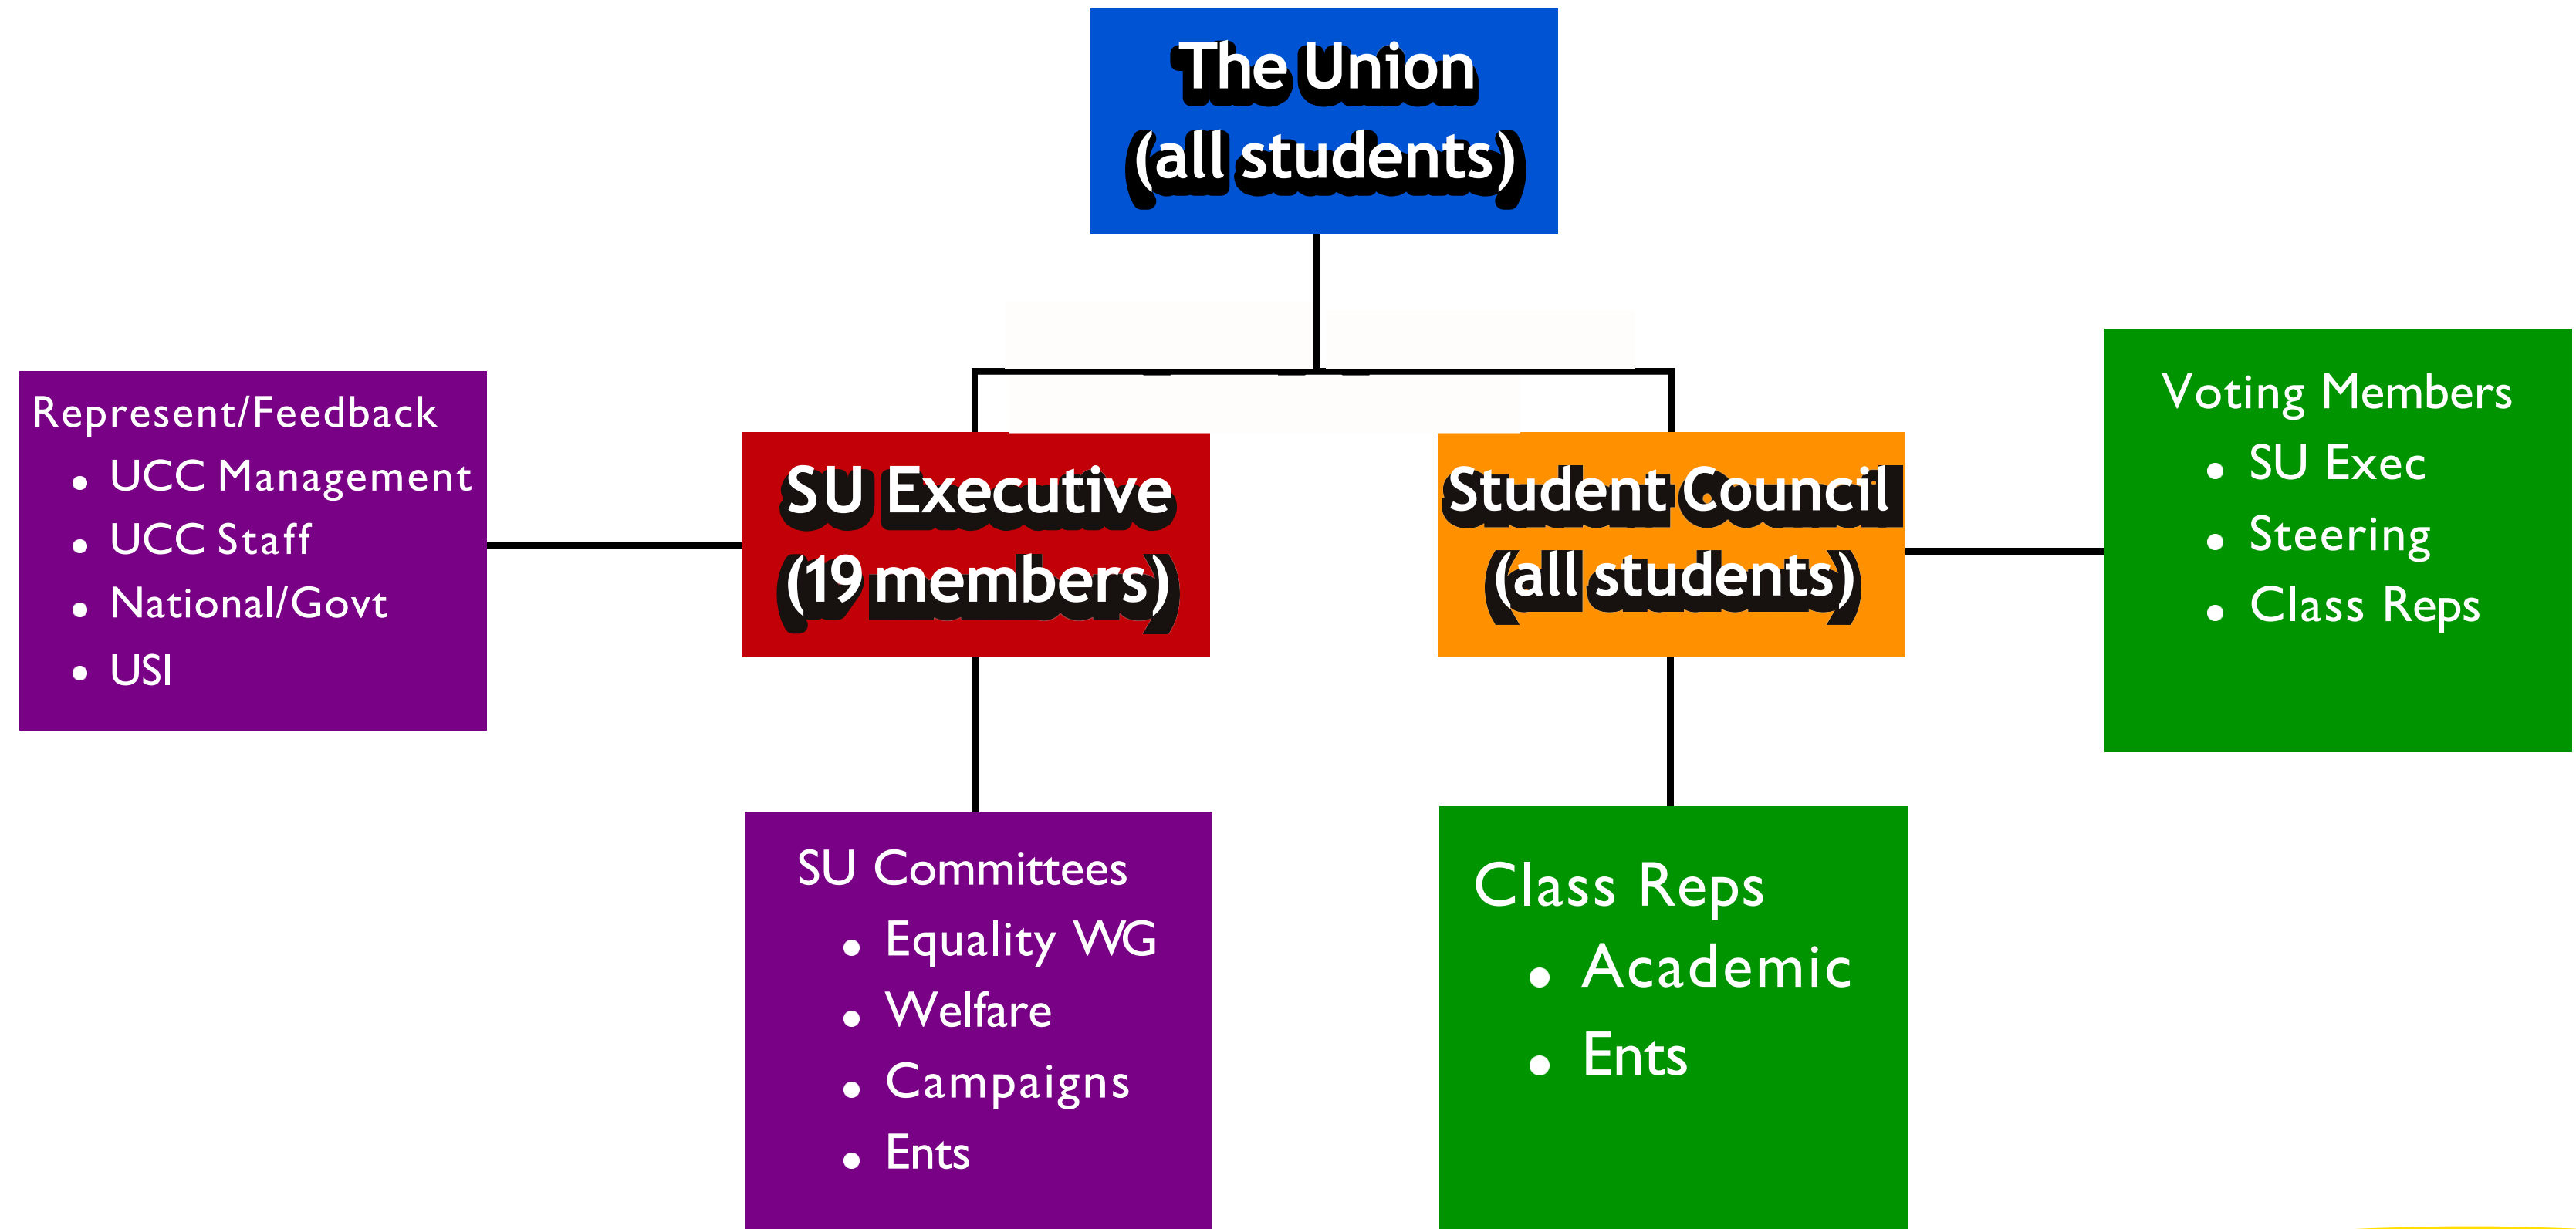 The Union
(all students)
Represent/Feedback
• UCC Management
• UCC Staff
• National/Govt
• USI
SU Executive
(19 members)
Student Council
(all students)
Voting Members
• SU Exec
• Steering
• Class Reps
SU Committees
• Equality WG
• Welfare
• Campaigns
• Ents
Class Reps
• Academic
• Ents